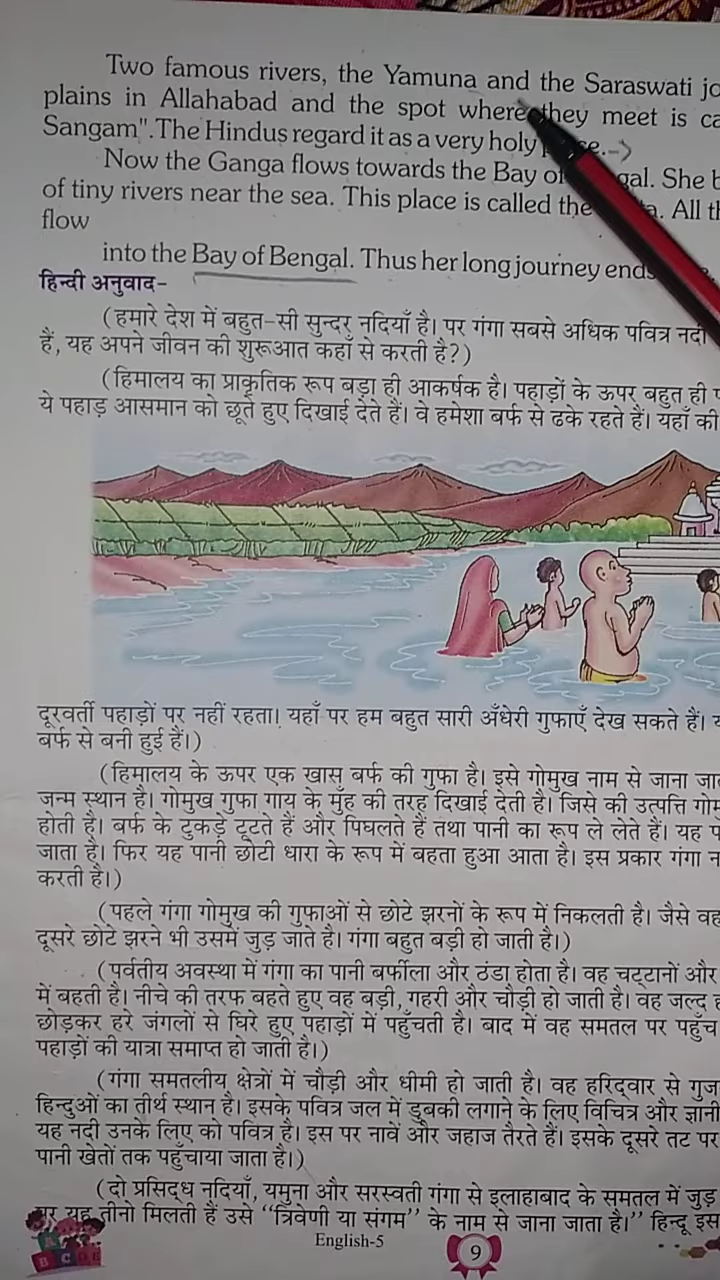 Two famous rivers, the Yamuna and the Saraswati
plains in Allahabad and the spot where they meet is
Sangam".The Hindus regard it as a very holy
Now the Ganga flows towards the Bay of She
of tiny rivers near the sea. This place is called the All
flow
into the Bay of Bengal. Thus her long journey ends
हिन्दी अनुवाद-
(हमारे देश में बहुत-सी सुन्दर नदियाँ है। पर गंगा सबसे अधिक पवित्र नदी
हैं, यह अपने जीवन की शुरूआत कहाँ से करती है?)
(हिमालय का प्राकृतिक रूप बड़ा ही आकर्षक है। पहाड़ों के ऊपर बहुत ही
ये पहाड़ आसमान को छूते हुए दिखाई देते हैं। वे हमेशा बर्फ से ढके रहते हैं। यहाँ की
दूरवर्ती पहाड़ों पर नहीं रहता। यहाँ पर हम बहुत सारी अँधेरी गुफाएँ देख सकते हैं।
बर्फ से बनी हुई हैं।)
(हिमालय के ऊपर एक खास बर्फ की गुफा है। इसे गोमुख नाम से जाना
जन्म स्थान है। गोमुख गुफा गाय के मुँह की तरह दिखाई देती है। जिसे की उत्पत्ति
होती है। बर्फ के टुकड़े टूटते हैं और पिघलते हैं तथा पानी का रूप ले लेते हैं। यह
जाता है। फिर यह पानी छोटी धारा के रूप में बहता हुआ आता है। इस प्रकार गंगा
करती है।)
(पहले गंगा गोमुख की गुफाओं से छोटे झरनों के रूप में निकलती है। जैसे वह
दूसरे छोटे झरने भी उसमें जुड़ जाते है। गंगा बहुत बड़ी हो जाती है।)
(पर्वतीय अवस्था में गंगा का पानी बर्फीला और ठंडा होता है। वह चट्टानों और
में बहती है। नीचे की तरफ बहते हुए वह बड़ी, गहरी और चौड़ी हो जाती है। वह जल्द
छोड़कर हरे जंगलों से घिरे हुए पहाड़ों में पहुँचती है। बाद में वह समतल पर पहुँच
पहाड़ों की यात्रा समाप्त हो जाती है।)
(गंगा समतलीय क्षेत्रों में चौड़ी और धीमी हो जाती है। वह हरिद्वार से
हिन्दुओं का तीर्थ स्थान है। इसके पवित्र जल में डुबकी लगाने के लिए विचित्र और ज्ञानी
यह नदी उनके लिए को पवित्र है। इस पर नावें और जहाज तैरते हैं। इसके दूसरे तट पर
पानी खेतों तक पहुँचाया जाता है।)
(दो प्रसिद्ध नदियाँ, यमुना और सरस्वती गंगा से इलाहाबाद के समतल में जुड़
पर यह तीनो मिलती हैं उसे "त्रिवेणी या संगम" के नाम से जाना जाता है।" हिन्दू इस
English-5
9